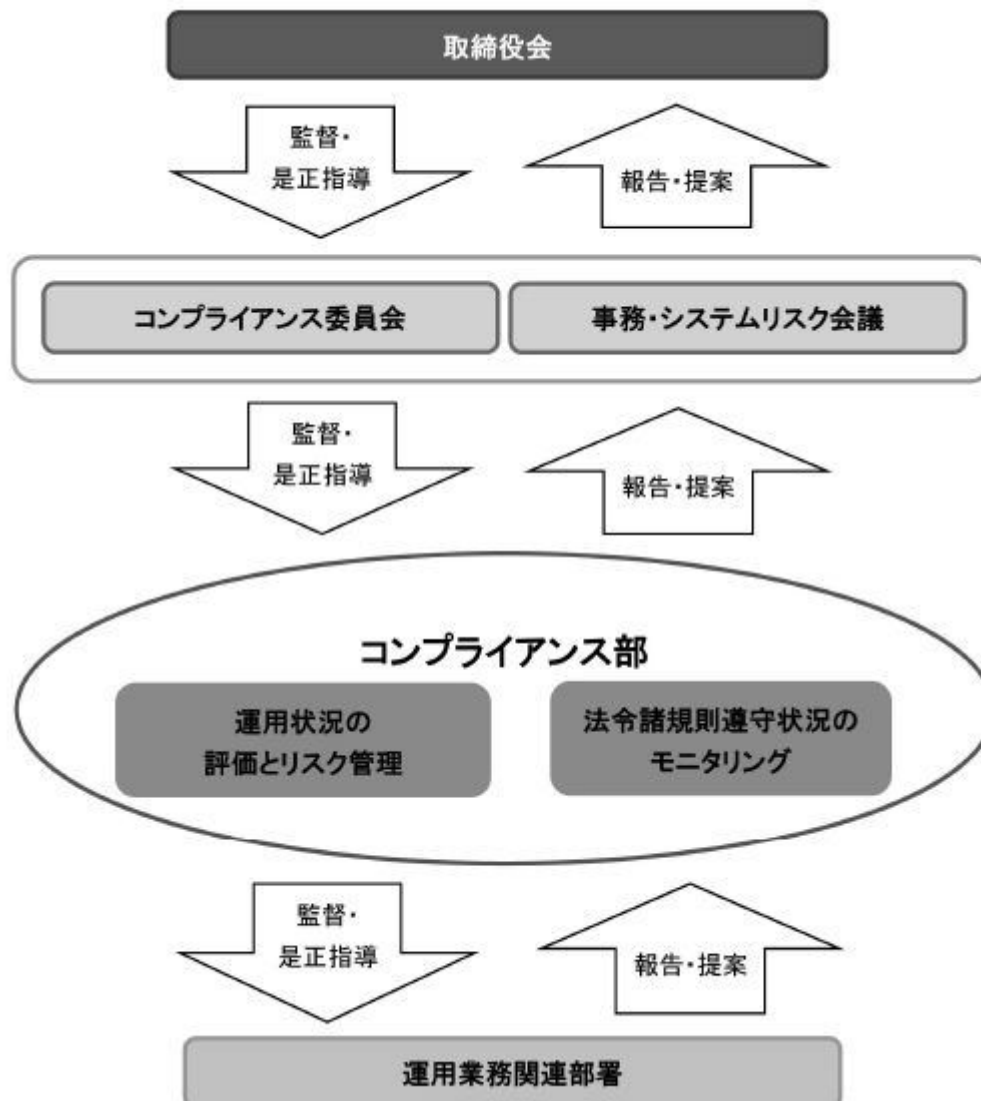 取締役会
監督・
是正指導
報告・提案
コンプライアンス委員会
事務・システムリスク会議
監督・
是正指導
報告・提案
コンプライアンス部
運用状況の
評価とリスク管理
法令諸規則遵守状況の
モニタリング
監督・
是正指導
報告・提案
運用業務関連部署